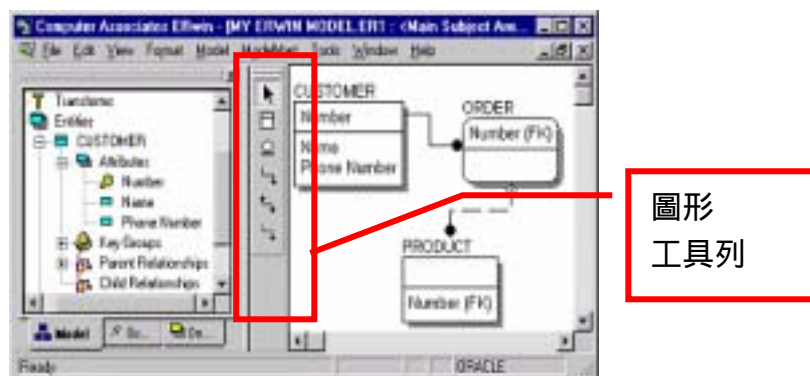 Computer Associates ERwin - [MY ERWIN MODEL.ER1 : <Main Subject Are...
File Edit View Format Model ModelMart Tools Window Help
Transforms
Entities
CUSTOMER
Attributes
Number
Name
Phone Number
Key Groups
Parent Relationships
Child Relationships
Model
Su...
Do...
CUSTOMER
Number
Name
Phone Number
ORDER
Number (FK)
PRODUCT
Number (FK)
Ready
ORACLE
圖形
工具列